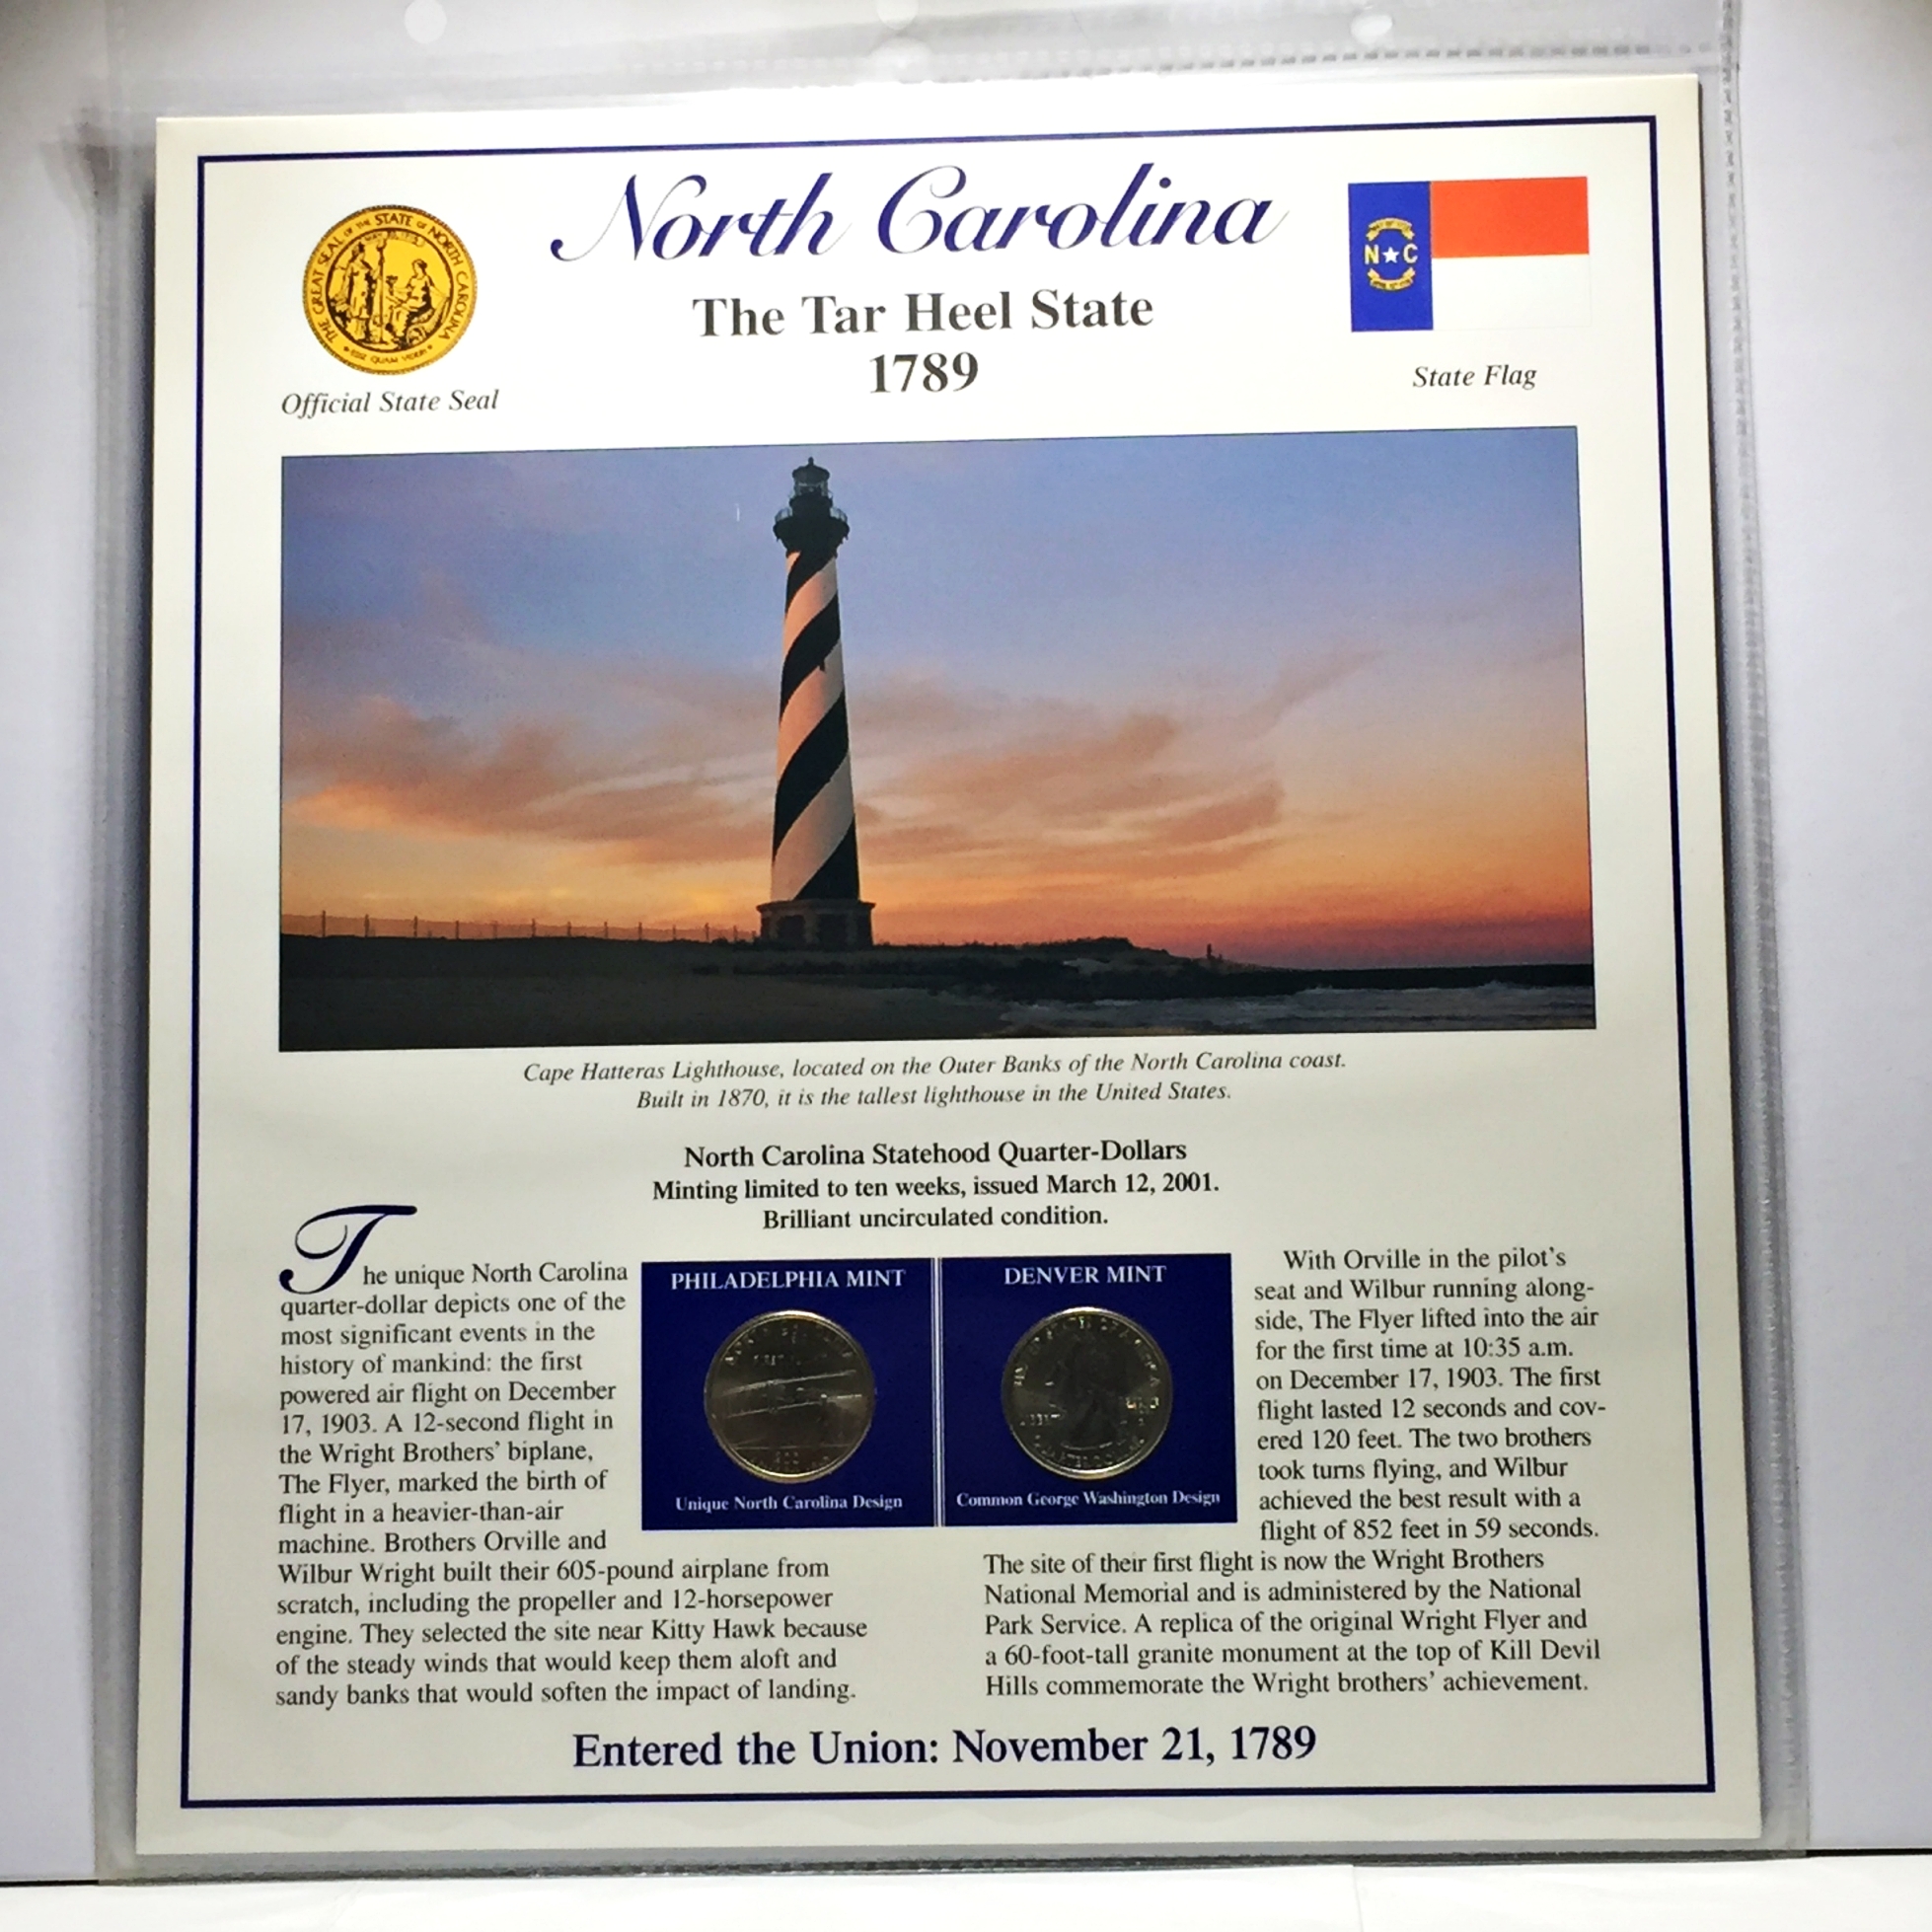 North Carolina
The Tar Heel State
1789
THE GREAT SEAL OF THE STATE OF NORTH CAROLINA
ESSE QUAM VIDERI
Official State Seal
N★C
State Flag
Cape Hatteras Lighthouse, located on the Outer Banks of the North Carolina coast.
Built in 1870, it is the tallest lighthouse in the United States.
North Carolina Statehood Quarter-Dollars
Minting limited to ten weeks, issued March 12, 2001.
Brilliant uncirculated condition.
The unique North Carolina
quarter-dollar depicts one of the
most significant events in the
history of mankind: the first
powered air flight on December
17, 1903. A 12-second flight in
the Wright Brothers' biplane,
The Flyer, marked the birth of
flight in a heavier-than-air
machine. Brothers Orville and
Wilbur Wright built their 605-pound airplane from
scratch, including the propeller and 12-horsepower
engine. They selected the site near Kitty Hawk because
of the steady winds that would keep them aloft and
sandy banks that would soften the impact of landing.
PHILADELPHIA MINT
Unique North Carolina Design
DENVER MINT
Common George Washington Design
With Orville in the pilot's
seat and Wilbur running along-
side, The Flyer lifted into the air
for the first time at 10:35 a.m.
on December 17, 1903. The first
flight lasted 12 seconds and cov-
ered 120 feet. The two brothers
took turns flying, and Wilbur
achieved the best result with a
flight of 852 feet in 59 seconds.
The site of their first flight is now the Wright Brothers
National Memorial and is administered by the National
Park Service. A replica of the original Wright Flyer and
a 60-foot-tall granite monument at the top of Kill Devil
Hills commemorate the Wright brothers' achievement.
Entered the Union: November 21, 1789